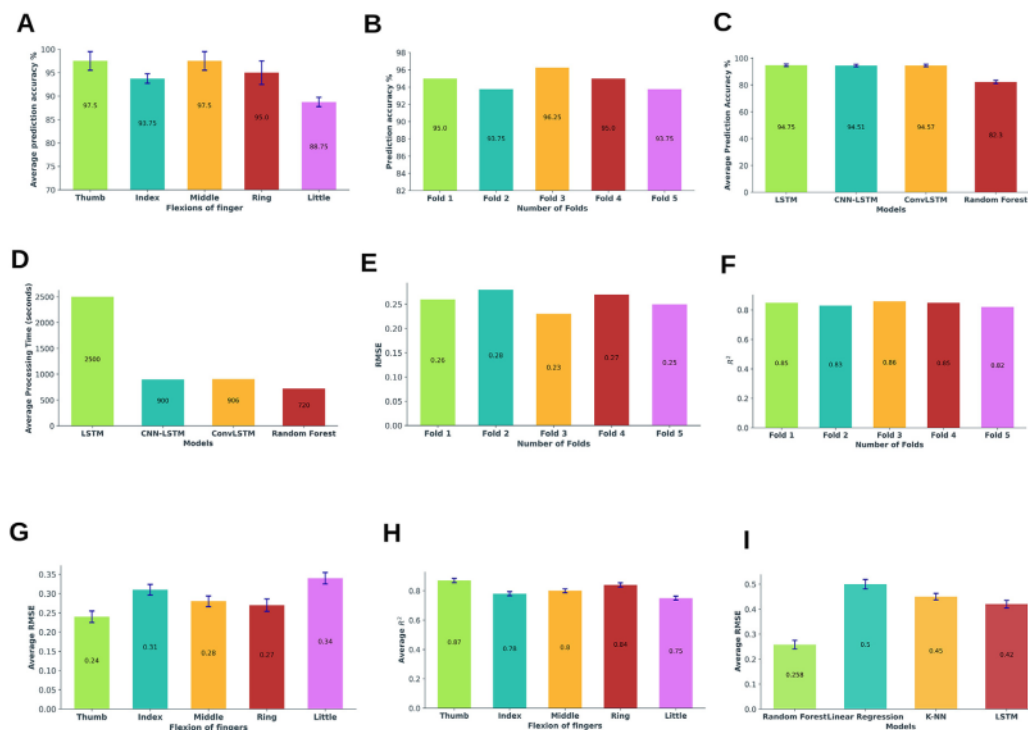 A
Average prediction accuracy %
100
95
90
85
80
75
70
97.5
93.75
97.5
95.0
88.75
Thumb Index Middle Ring Little
Flexions of finger
B
Prediction accuracy %
98
96
94
92
90
88
86
84
82
95.0
93.75
96.25
95.0
93.75
Fold 1 Fold 2 Fold 3 Fold 4 Fold 5
Number of Folds
C
Average Prediction Accuracy %
100
80
60
40
20
0
94.75
94.51
94.57
82.3
LSTM CNN-LSTM ConvLSTM Random Forest
Models
D
Average Processing Time (seconds)
2500
2000
1500
1000
500
0
2500
900
906
720
LSTM CNN-LSTM ConvLSTM Random Forest
Models
E
RMSE
0.25
0.20
0.15
0.10
0.05
0.00
0.26
0.28
0.23
0.27
0.25
Fold 1 Fold 2 Fold 3 Fold 4 Fold 5
Number of Folds
F
R²
0.8
0.6
0.4
0.2
0.0
0.85
0.83
0.86
0.85
0.82
Fold 1 Fold 2 Fold 3 Fold 4 Fold 5
Number of Folds
G
Average RMSE
0.35
0.30
0.25
0.20
0.15
0.10
0.05
0.00
0.24
0.31
0.28
0.27
0.34
Thumb Index Middle Ring Little
Flexion of fingers
H
Average R²
0.8
0.6
0.4
0.2
0.0
0.87
0.78
0.8
0.84
0.75
Thumb Index Middle Ring Little
Flexion of fingers
I
Average RMSE
0.5
0.4
0.3
0.2
0.1
0.0
0.258
0.5
0.45
0.42
Random Forest Linear Regression K-NN LSTM
Models